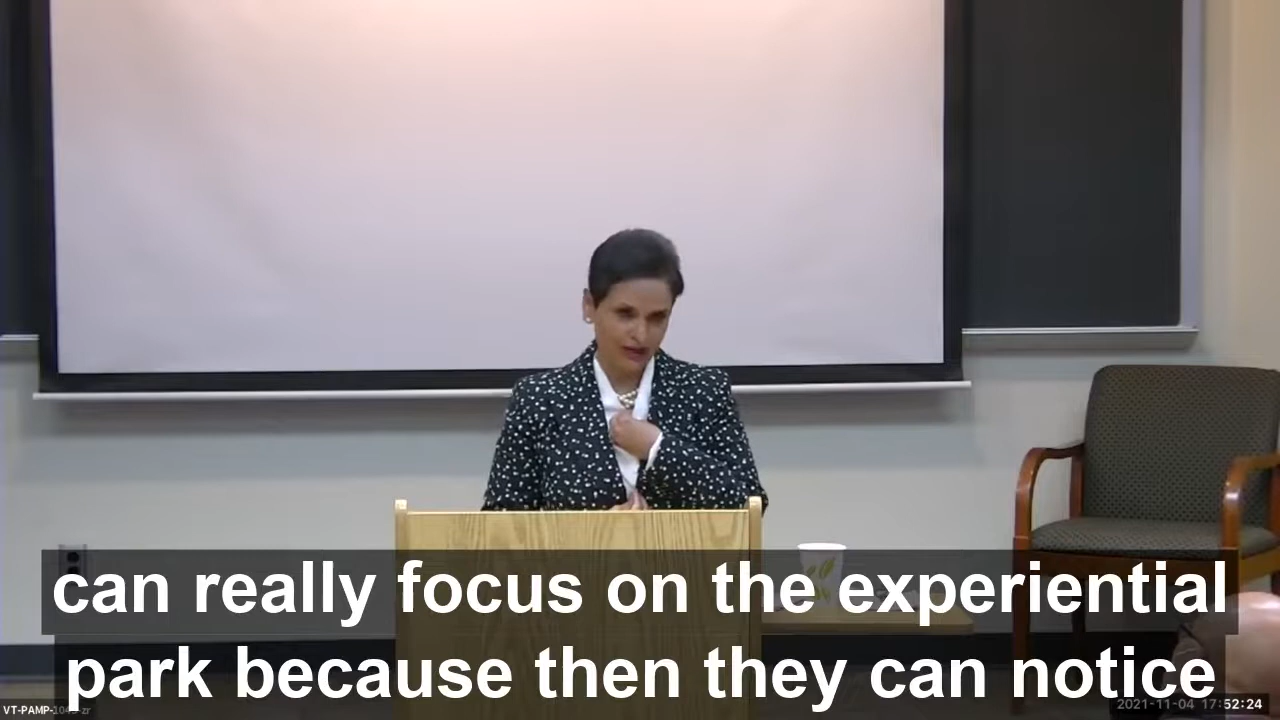 can really focus on the experiential
park because then they can notice
2021-11-04 17:52:24